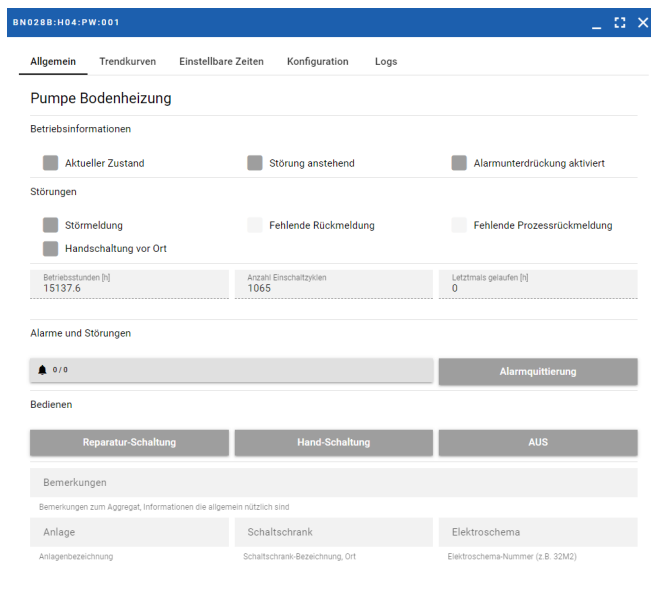 BN028B:H04:PW:001
Allgemein Trendkurven Einstellbare Zeiten Konfiguration Logs
Pumpe Bodenheizung
Betriebsinformationen
Aktueller Zustand Störung anstehend Alarmunterdrückung aktiviert
Störungen
Störmeldung Fehlende Rückmeldung Fehlende Prozessrückmeldung
Handschaltung vor Ort
Betriebsstunden [h] Anzahl Einschaltzyklen Letztmals gelaufen [h]
15137.6 1065 0
Alarme und Störungen
0 / 0 Alarmquittierung
Bedienen
Reparatur-Schaltung Hand-Schaltung AUS
Bemerkungen
Bemerkungen zum Aggregat, Informationen die allgemein nützlich sind
Anlage Schaltschrank Elektroschema
Anlagenbezeichnung Schaltschrank-Bezeichnung, Ort Elektroschema-Nummer (z.B. 32M2)